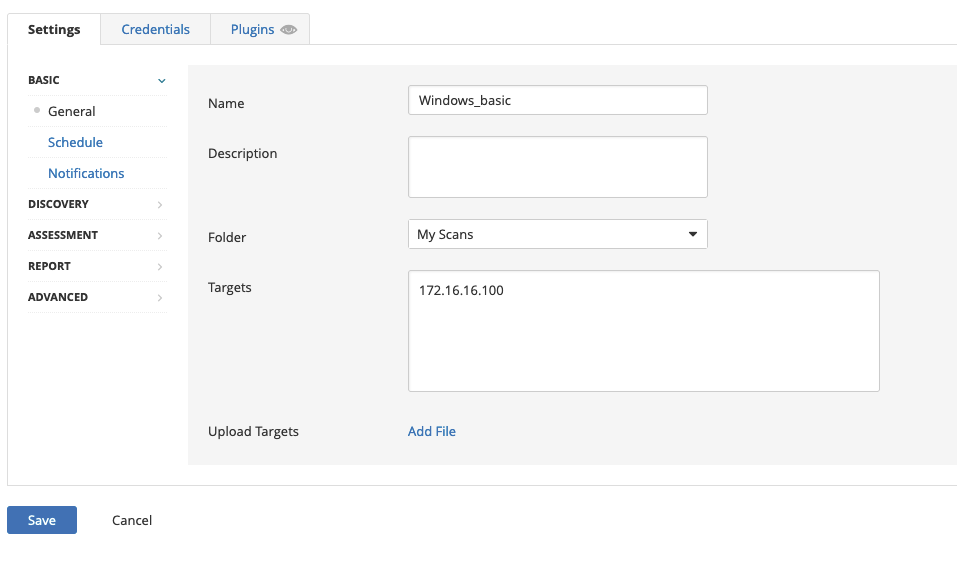 Settings Credentials Plugins
BASIC
General
Schedule
Notifications
DISCOVERY
ASSESSMENT
REPORT
ADVANCED
Name Windows_basic
Description
Folder My Scans
Targets 172.16.16.100
Upload Targets Add File
Save Cancel